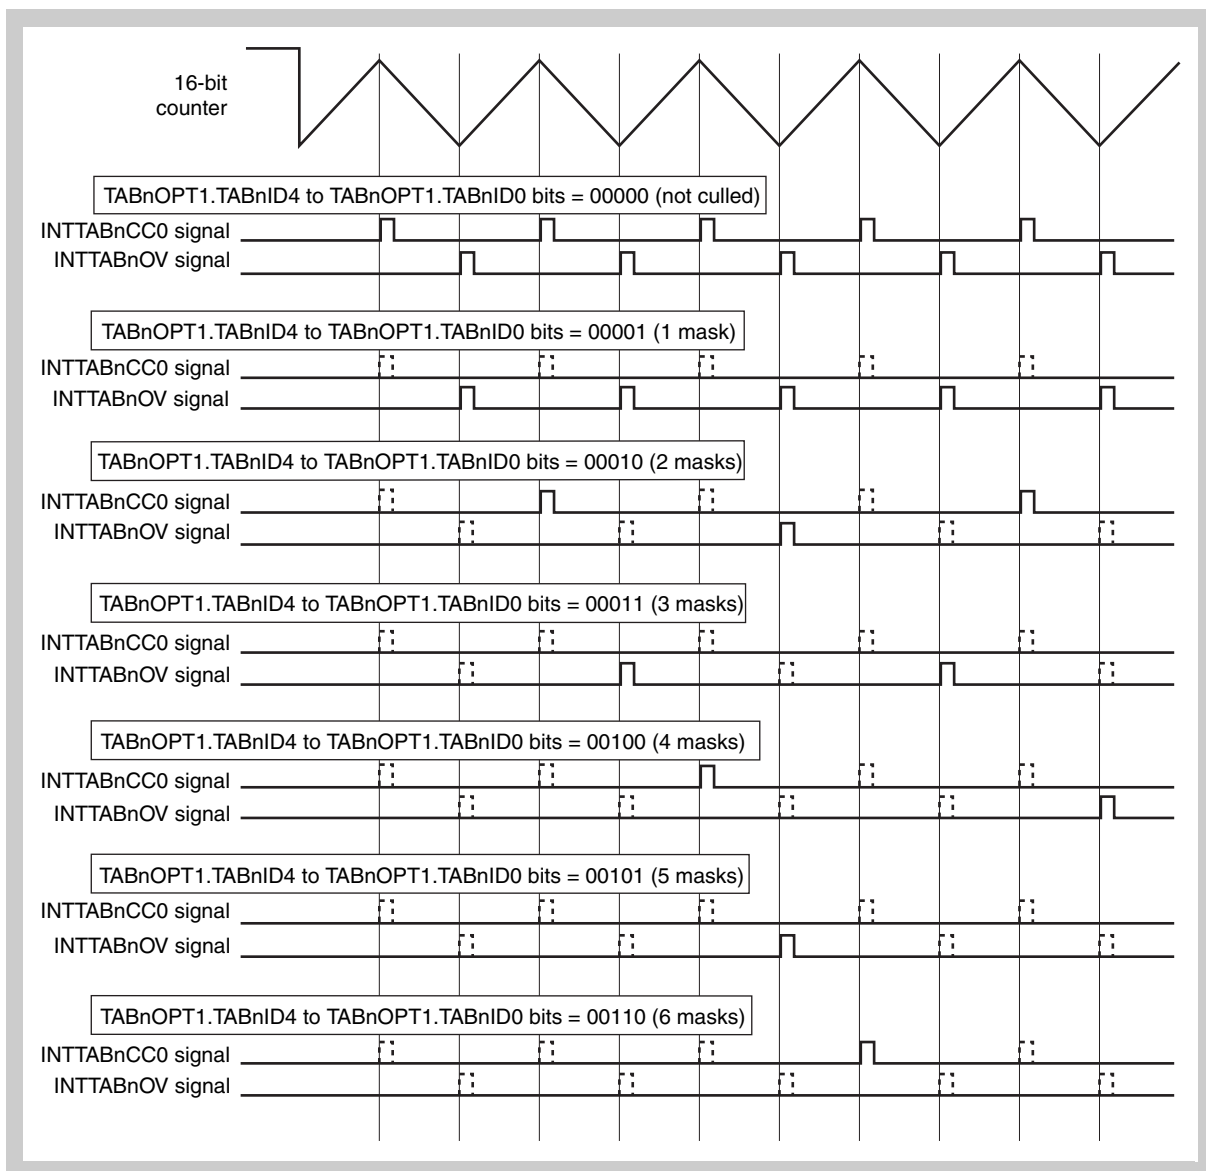 16-bit
counter
TABnOPT1.TABnID4 to TABnOPT1.TABnID0 bits = 00000 (not culled)
INTTABnCC0 signal
INTTABnOV signal
TABnOPT1.TABnID4 to TABnOPT1.TABnID0 bits = 00001 (1 mask)
INTTABnCC0 signal
INTTABnOV signal
TABnOPT1.TABnID4 to TABnOPT1.TABnID0 bits = 00010 (2 masks)
INTTABnCC0 signal
INTTABnOV signal
TABnOPT1.TABnID4 to TABnOPT1.TABnID0 bits = 00011 (3 masks)
INTTABnCC0 signal
INTTABnOV signal
TABnOPT1.TABnID4 to TABnOPT1.TABnID0 bits = 00100 (4 masks)
INTTABnCC0 signal
INTTABnOV signal
TABnOPT1.TABnID4 to TABnOPT1.TABnID0 bits = 00101 (5 masks)
INTTABnCC0 signal
INTTABnOV signal
TABnOPT1.TABnID4 to TABnOPT1.TABnID0 bits = 00110 (6 masks)
INTTABnCC0 signal
INTTABnOV signal